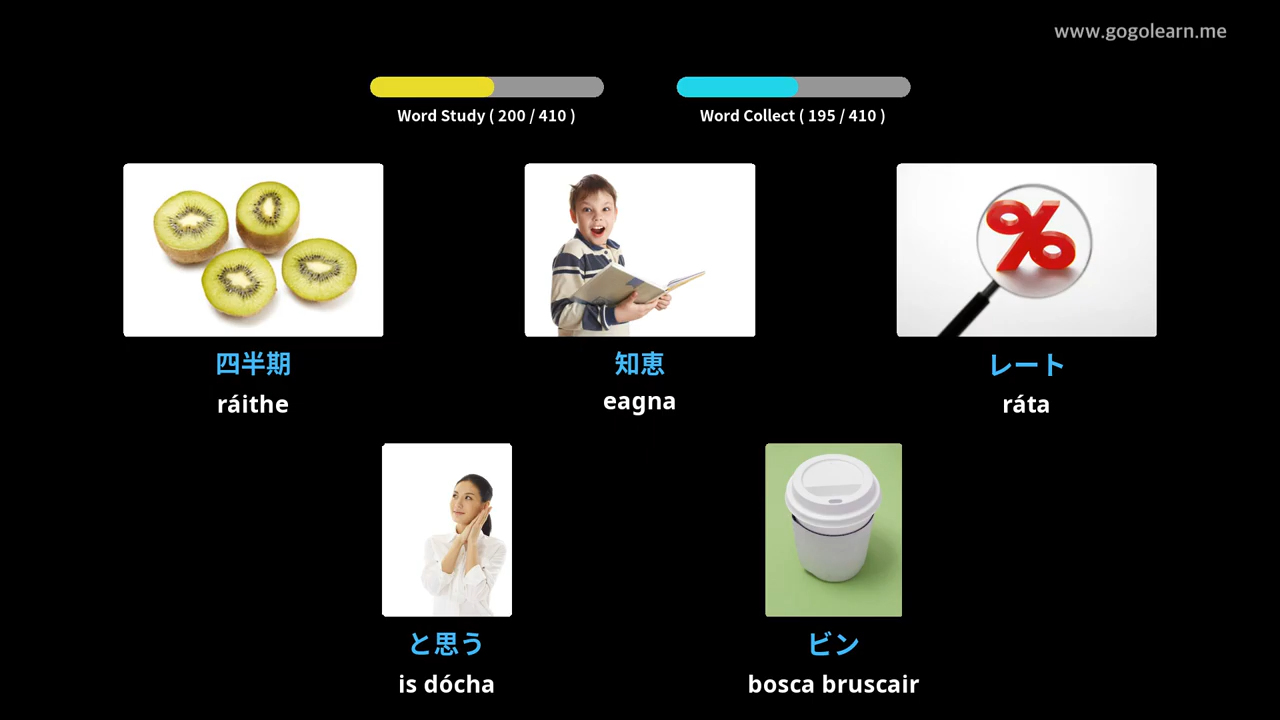 www.gogolearn.me
Word Study ( 200 / 410 )
Word Collect ( 195 / 410 )
四半期
ráithe
知恵
eagna
レート
ráta
と思う
is dócha
ビン
bosca bruscair